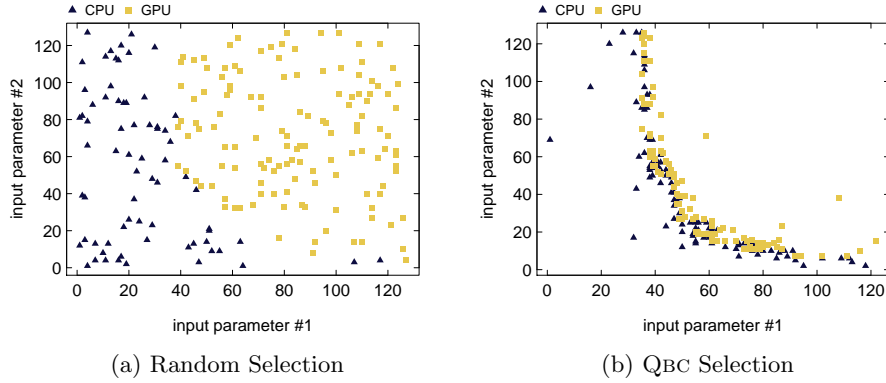 CPU GPU
120
100
80
60
40
20
0
input parameter #2
0 20 40 60 80 100 120
input parameter #1
(a) Random Selection
CPU GPU
120
100
80
60
40
20
0
input parameter #2
0 20 40 60 80 100 120
input parameter #1
(b) QBC Selection